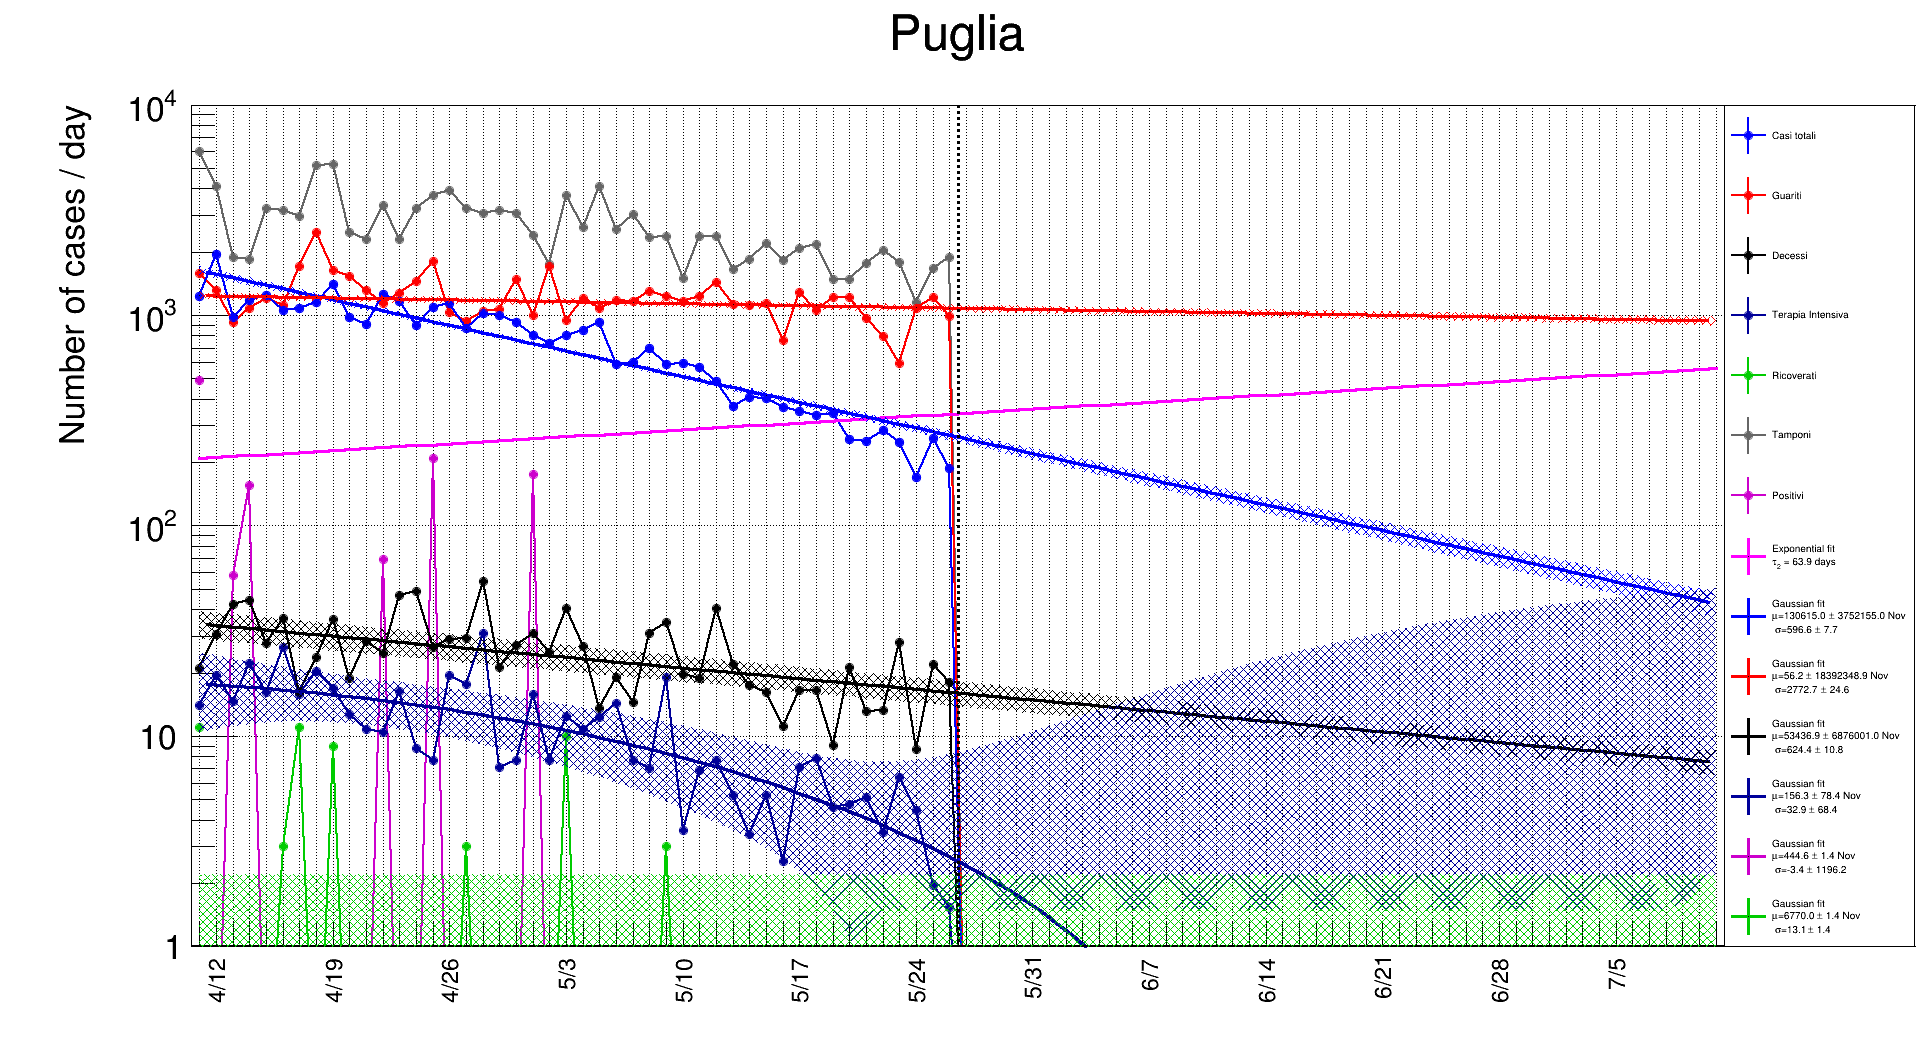 Puglia
Number of cases / day
10⁴
10³
10²
10
1
4/12
4/19
4/26
5/3
5/10
5/17
5/24
5/31
6/7
6/14
6/21
6/28
7/5
Casi totali
Guariti
Decessi
Terapia Intensiva
Ricoverati
Tamponi
Positivi
Exponential fit
τ₂ = 63.9 days
Gaussian fit
μ=130615.0 ± 3752155.0 Nov
σ=596.6 ± 7.7
Gaussian fit
μ=56.2 ± 18392348.9 Nov
σ=2772.7 ± 24.6
Gaussian fit
μ=53436.9 ± 6876001.0 Nov
σ=624.4 ± 10.8
Gaussian fit
μ=156.3 ± 78.4 Nov
σ=32.9 ± 68.4
Gaussian fit
μ=444.6 ± 1.4 Nov
σ=-3.4 ± 1196.2
Gaussian fit
μ=6770.0 ± 1.4 Nov
σ=13.1 ± 1.4